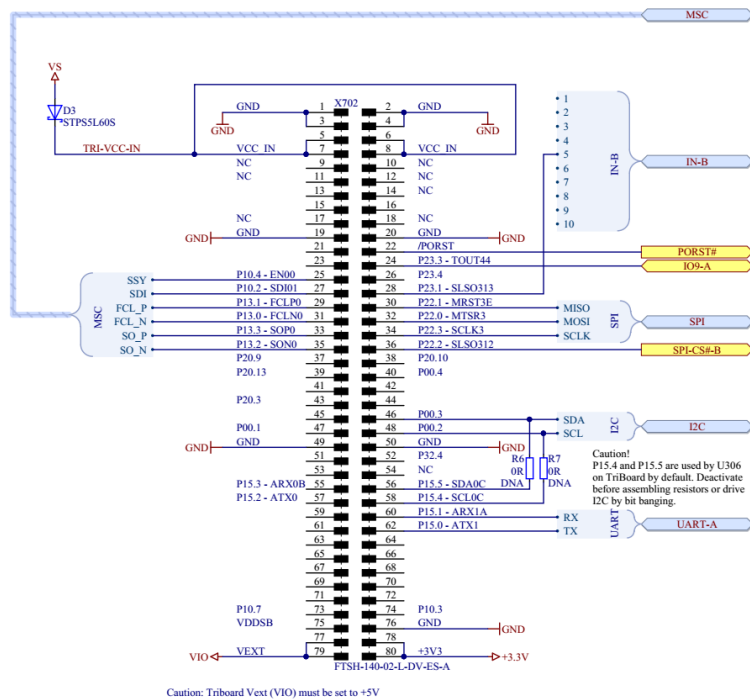 MSC
VS
D3
STPS5L60S
TRI-VCC-IN
X702
GND 1 2 GND
GND 3 4 GND
5 6
VCC_IN 7 8 VCC_IN
NC 9 10 NC
NC 11 12 NC
13 14
15 16
NC 17 18 NC
GND GND 19 20 GND GND
21 22 /PORST
23 24 P23.3 - TOUT44
P10.4 - EN00 25 26 P23.4
P10.2 - SDI01 27 28 P23.1 - SLSO313
P13.1 - FCLP0 29 30 P22.1 - MRST3E
P13.0 - FCLN0 31 32 P22.0 - MTSR3
P13.3 - SOP0 33 34 P22.3 - SCLK3
P13.2 - SON0 35 36 P22.2 - SLSO312
P20.9 37 38 P20.10
P20.13 39 40 P00.4
41 42
P20.3 43 44
45 46 P00.3
P00.1 47 48 P00.2
GND GND 49 50 GND GND
51 52 P32.4
53 54 NC
P15.3 - ARX0B 55 56 P15.5 - SDA0C
P15.2 - ATX0 57 58 P15.4 - SCL0C
59 60 P15.1 - ARX1A
61 62 P15.0 - ATX1
63 64
65 66
67 68
69 70
71 72
P10.7 73 74 P10.3
VDDSB 75 76 GND GND
77 78
VIO VEXT 79 80 +3V3 +3.3V
FTSH-140-02-L-DV-ES-A
MSC
SSY
SDI
FCL_P
FCL_N
SO_P
SO_N
1
2
3
4
5
6
7
8
9
10
IN-B
IN-B
PORST#
IO9-A
MISO
MOSI
SCLK
SPI
SPI
SPI-CS#-B
SDA
SCL
I2C
I2C
R6
0R
DNA
R7
0R
DNA
Caution!
P15.4 and P15.5 are used by U306
on TriBoard by default. Deactivate
before assembling resistors or drive
I2C by bit banging.
RX
TX
UART
UART-A
Caution: Triboard Vext (VIO) must be set to +5V